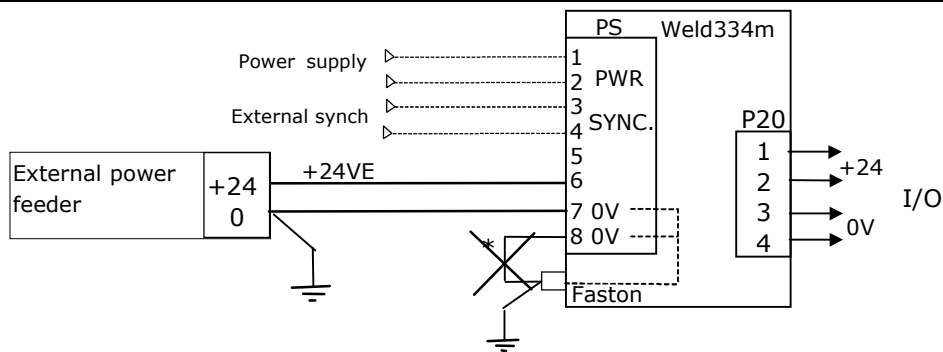 PS Weld334m
Power supply
1
2 PWR
External synch
3
SYNC.
4
P20
5
1
+24
External power
feeder
+24
0
+24VE
6
2
I/O
7 0V
3
0V
8 0V
4
*
Faston